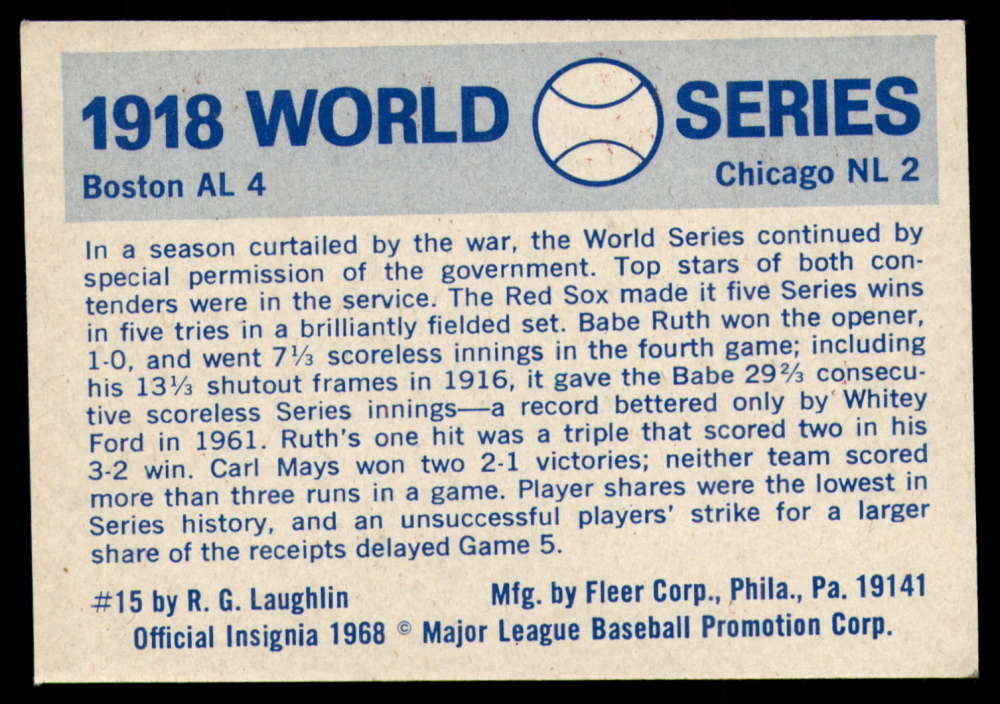 1918 WORLD SERIES
Boston AL 4 Chicago NL 2
In a season curtailed by the war, the World Series continued by
special permission of the government. Top stars of both con-
tenders were in the service. The Red Sox made it five Series wins
in five tries in a brilliantly fielded set. Babe Ruth won the opener,
1-0, and went 7⅓ scoreless innings in the fourth game; including
his 13⅓ shutout frames in 1916, it gave the Babe 29⅔ consecu-
tive scoreless Series innings—a record bettered only by Whitey
Ford in 1961. Ruth's one hit was a triple that scored two in his
3-2 win. Carl Mays won two 2-1 victories; neither team scored
more than three runs in a game. Player shares were the lowest in
Series history, and an unsuccessful players' strike for a larger
share of the receipts delayed Game 5.
#15 by R. G. Laughlin Mfg. by Fleer Corp., Phila., Pa. 19141
Official Insignia 1968 © Major League Baseball Promotion Corp.